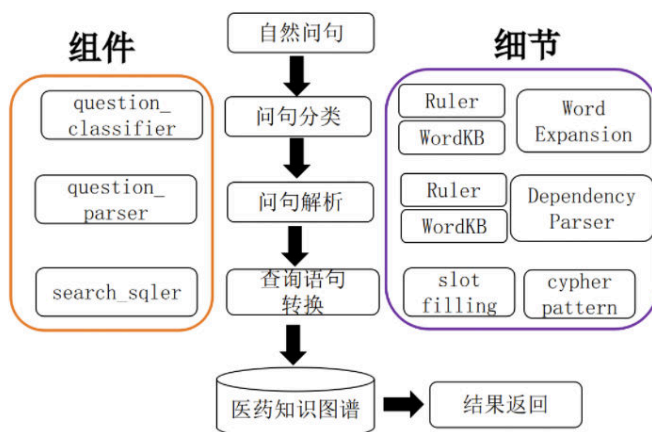 组件
自然问句
细节
question_
classifier
问句分类
Ruler
WordKB
Word
Expansion
question_
parser
问句解析
Ruler
WordKB
Dependency
Parser
search_sqler
查询语句
转换
slot
filling
cypher
pattern
医药知识图谱
结果返回